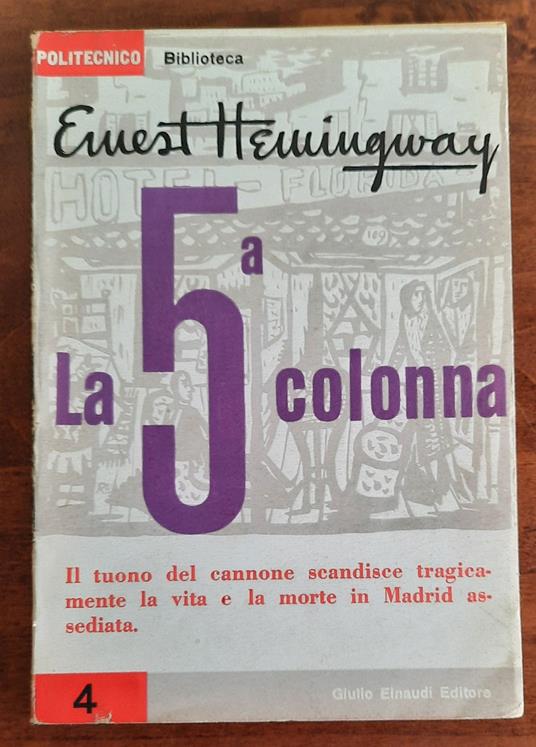 POLITECNICO Biblioteca
Ernest Hemingway
HOTEL - FLORIDA
109
La 5ª colonna
Il tuono del cannone scandisce tragica-
mente la vita e la morte in Madrid as-
sediata.
4 Giulio Einaudi Editore